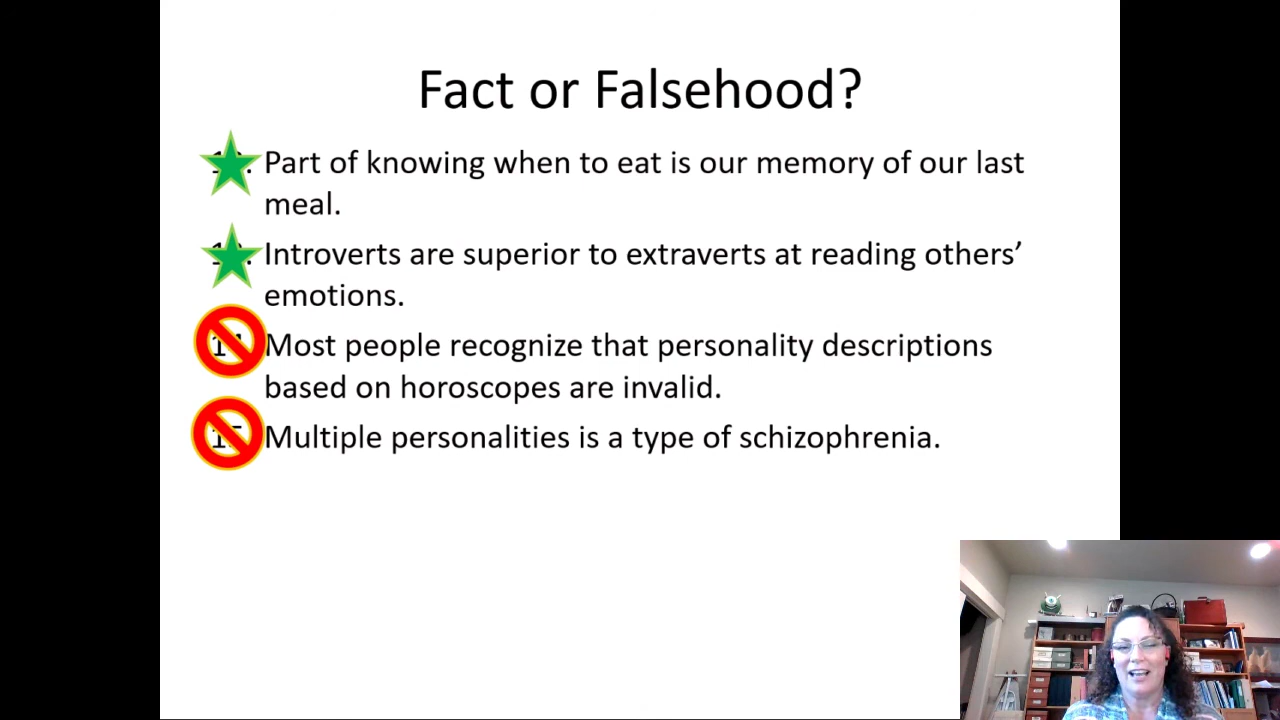 Fact or Falsehood?
Part of knowing when to eat is our memory of our last
meal.
Introverts are superior to extraverts at reading others’
emotions.
Most people recognize that personality descriptions
based on horoscopes are invalid.
Multiple personalities is a type of schizophrenia.